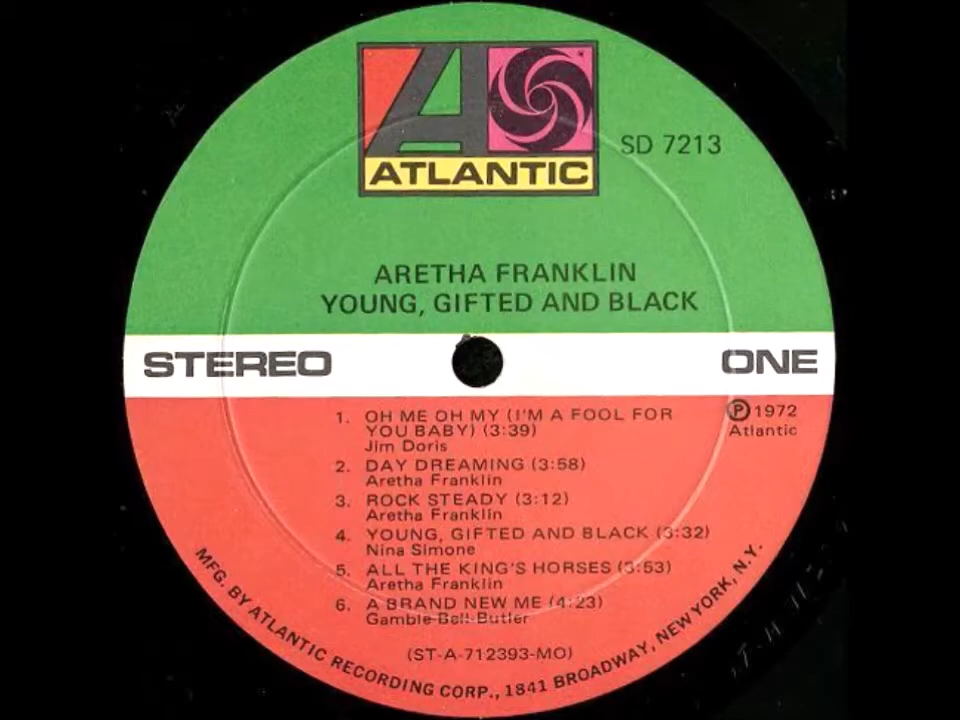 ATLANTIC
SD 7213
ARETHA FRANKLIN
YOUNG, GIFTED AND BLACK
STEREO
ONE
1. OH ME OH MY (I'M A FOOL FOR
YOU BABY) (3:39)
Jim Doris
2. DAY DREAMING (3:58)
Aretha Franklin
3. ROCK STEADY (3:12)
Aretha Franklin
4. YOUNG, GIFTED AND BLACK (3:32)
Nina Simone
5. ALL THE KING'S HORSES (3:53)
Aretha Franklin
6. A BRAND NEW ME (4:23)
Gamble-Bell-Butler
(ST-A-712393-MO)
℗ 1972
Atlantic
MFG. BY ATLANTIC RECORDING CORP., 1841 BROADWAY, NEW YORK, N.Y.